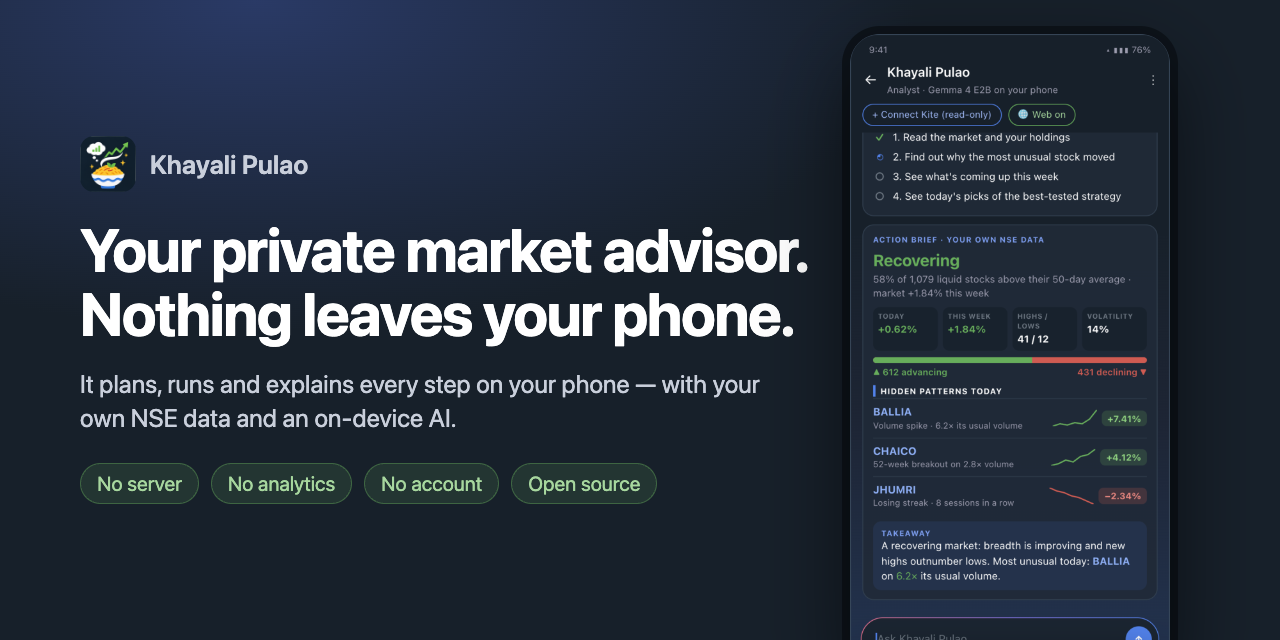 Khayali Pulao
Your private market advisor.
Nothing leaves your phone.
It plans, runs and explains every step on your phone — with your
own NSE data and an on-device AI.
No server
No analytics
No account
Open source
9:41
76%
Khayali Pulao
Analyst · Gemma 4 E2B on your phone
+ Connect Kite (read-only)
Web on
1. Read the market and your holdings
2. Find out why the most unusual stock moved
3. See what's coming up this week
4. See today's picks of the best-tested strategy
ACTION BRIEF · YOUR OWN NSE DATA
Recovering
58% of 1,079 liquid stocks above their 50-day average ·
market +1.84% this week
TODAY
+0.62%
THIS WEEK
+1.84%
HIGHS /
LOWS
41 / 12
VOLATILITY
14%
▲ 612 advancing
431 declining ▼
HIDDEN PATTERNS TODAY
BALLIA
Volume spike · 6.2× its usual volume
+7.41%
CHAICO
52-week breakout on 2.8× volume
+4.12%
JHUMRI
Losing streak · 8 sessions in a row
−2.34%
TAKEAWAY
A recovering market: breadth is improving and new
highs outnumber lows. Most unusual today: BALLIA
on 6.2× its usual volume.
Ask Khayali Pulao